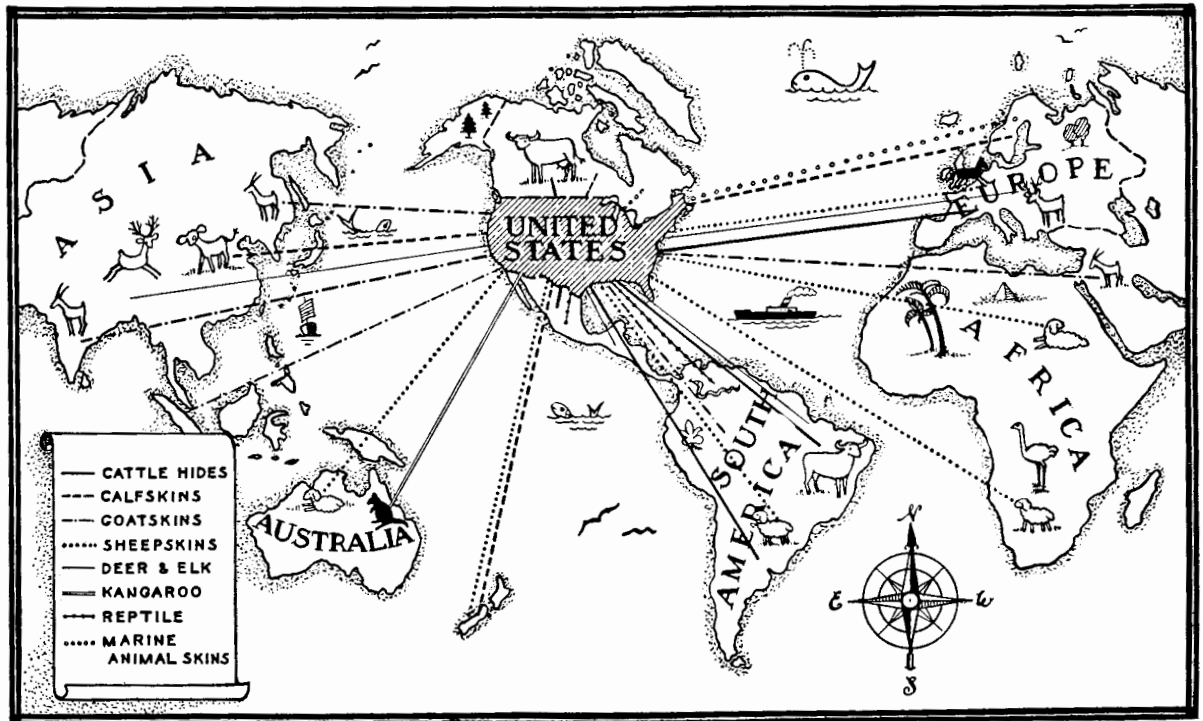 ASIA
UNITED
STATES
EUROPE
AFRICA
SOUTH
AMERICA
AUSTRALIA
CATTLE HIDES
CALFSKINS
GOATSKINS
SHEEPSKINS
DEER & ELK
KANGAROO
REPTILE
MARINE
ANIMAL SKINS
N
E
W
S